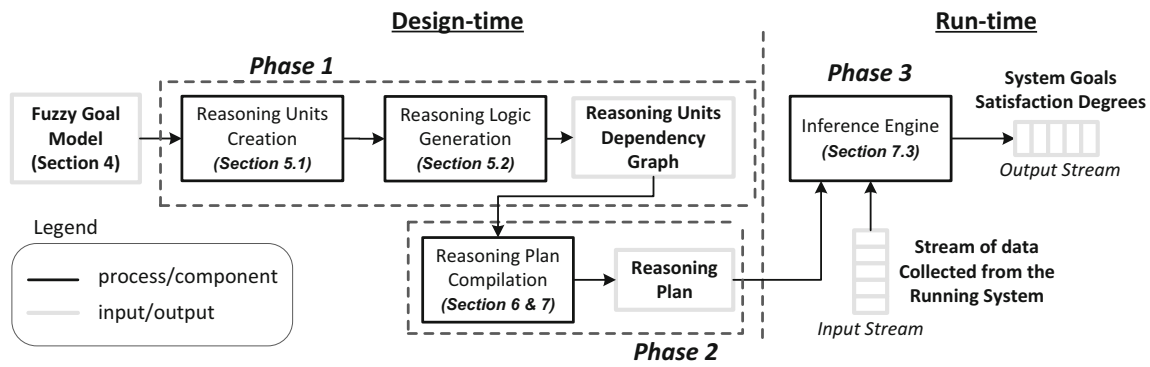 Design-time
Run-time
Phase 1
Fuzzy Goal
Model
(Section 4)
Reasoning Units
Creation
(Section 5.1)
Reasoning Logic
Generation
(Section 5.2)
Reasoning Units
Dependency
Graph
Phase 3
Inference Engine
(Section 7.3)
System Goals
Satisfaction Degrees
Output Stream
Legend
process/component
input/output
Reasoning Plan
Compilation
(Section 6 & 7)
Reasoning
Plan
Phase 2
Stream of data
Collected from the
Running System
Input Stream